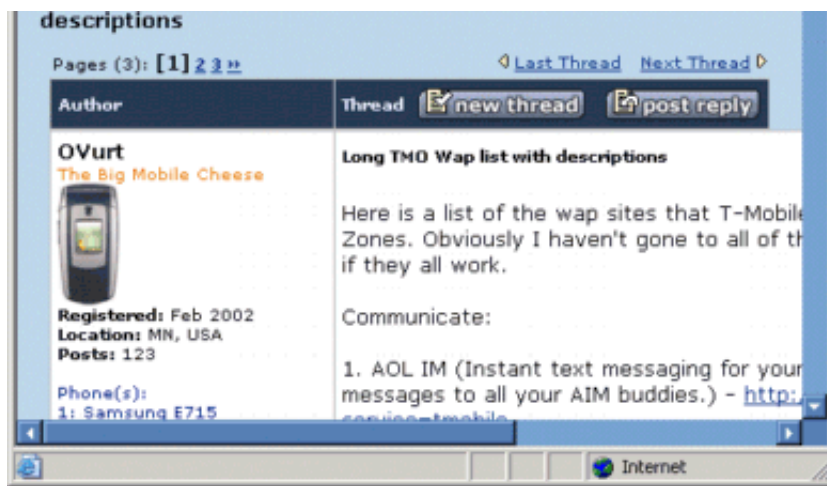 descriptions
Pages (3): [1] 2 3 »
Last Thread Next Thread
Author
Thread new thread post reply
OVurt
The Big Mobile Cheese
Registered: Feb 2002
Location: MN, USA
Posts: 123
Phone(s):
1: Samsung E715
Long TMO Wap list with descriptions
Here is a list of the wap sites that T-Mobile
Zones. Obviously I haven't gone to all of th
if they all work.
Communicate:
1. AOL IM (Instant text messaging for your
messages to all your AIM buddies.) - http:
service=tmobile
Internet